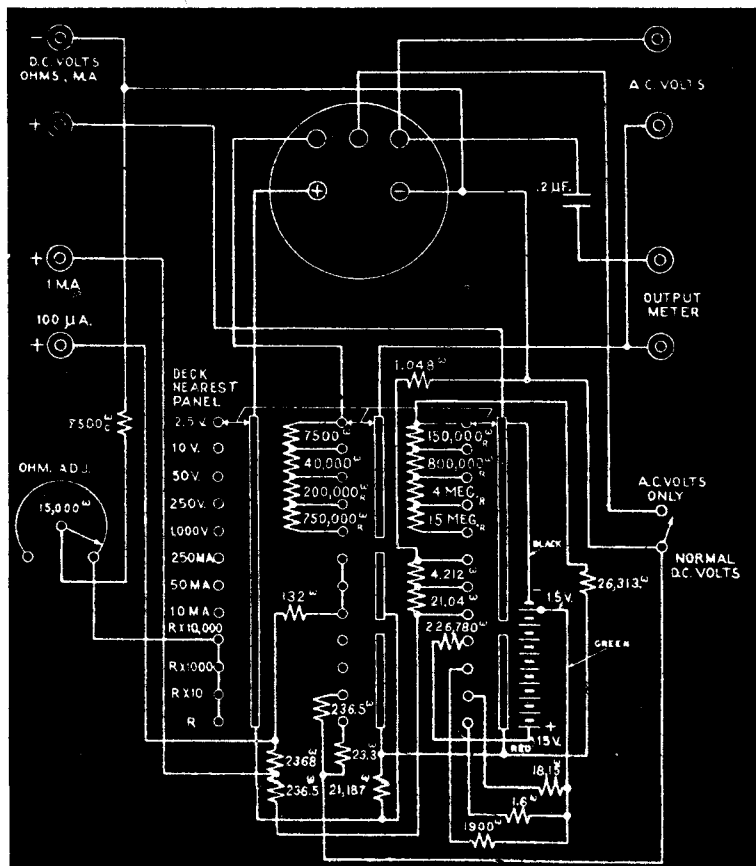 −
D.C. VOLTS
OHMS, M.A
+
A.C. VOLTS
+
−
.2 µF.
+
1 M.A.
100 µA.
+
OUTPUT
METER
1.048 ω
DECK
NEAREST
PANEL
2.5 V.
10 V.
50 V.
250 V.
1,000 V
250 MA
50 MA
10 MA
R X 10,000
R X 1000
R X 10
R
OHM. ADJ.
15,000 ω
7500 ω
40,000 ω
200,000 ω R
750,000 ω R
150,000 ω R
800,000 ω R
4 MEG. R
15 MEG. R
A.C. VOLTS
ONLY
NORMAL
D.C. VOLTS
BLACK
4.212 ω
21.04 ω
132 ω
226,780 ω
−
1.5 V.
26,313 ω
GREEN
236.5 ω
23.3 ω
+
15 V.
RED
2368 ω
236.5 ω
21,187 ω
18.15 ω
1.6 ω
1900 ω